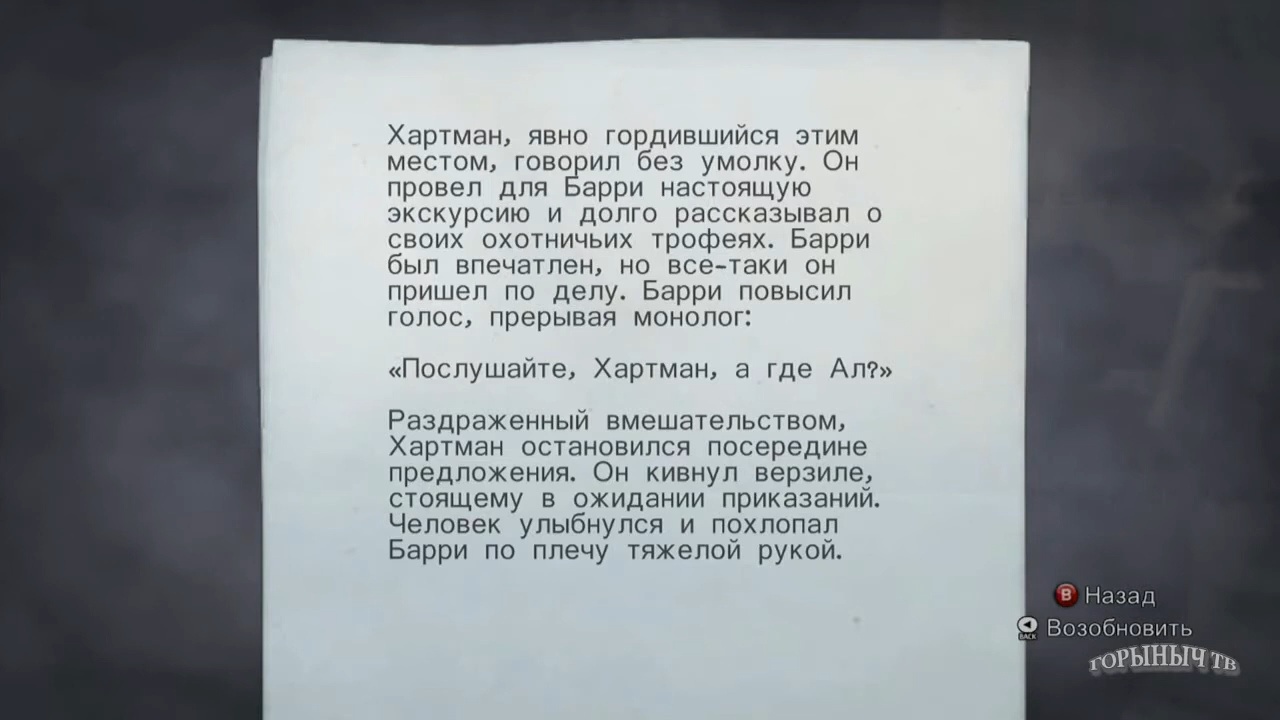 Хартман, явно гордившийся этим
местом, говорил без умолку. Он
провел для Барри настоящую
экскурсию и долго рассказывал о
своих охотничьих трофеях. Барри
был впечатлен, но все-таки он
пришел по делу. Барри повысил
голос, прерывая монолог:
«Послушайте, Хартман, а где Ал?»
Раздраженный вмешательством,
Хартман остановился посередине
предложения. Он кивнул верзиле,
стоящему в ожидании приказаний.
Человек улыбнулся и похлопал
Барри по плечу тяжелой рукой.
B Назад
BACK Возобновить
ГОРЫНЫЧ ТВ